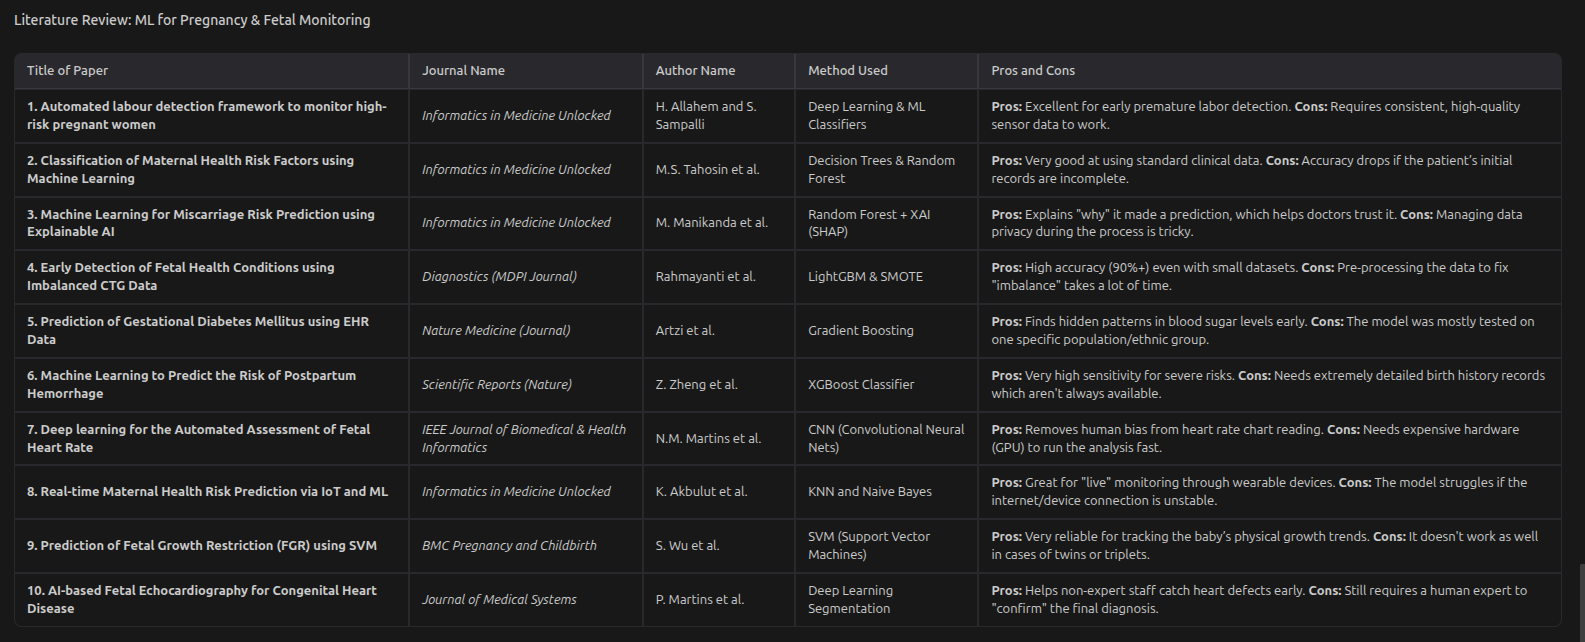 Literature Review: ML for Pregnancy & Fetal Monitoring
Title of Paper
Journal Name
Author Name
Method Used
Pros and Cons
1. Automated labour detection framework to monitor high-
risk pregnant women
Informatics in Medicine Unlocked
H. Allahem and S.
Sampalli
Deep Learning & ML
Classifiers
Pros: Excellent for early premature labor detection. Cons: Requires consistent, high-quality
sensor data to work.
2. Classification of Maternal Health Risk Factors using
Machine Learning
Informatics in Medicine Unlocked
M.S. Tahosin et al.
Decision Trees & Random
Forest
Pros: Very good at using standard clinical data. Cons: Accuracy drops if the patient's initial
records are incomplete.
3. Machine Learning for Miscarriage Risk Prediction using
Explainable AI
Informatics in Medicine Unlocked
M. Manikanda et al.
Random Forest + XAI
(SHAP)
Pros: Explains "why" it made a prediction, which helps doctors trust it. Cons: Managing data
privacy during the process is tricky.
4. Early Detection of Fetal Health Conditions using
Imbalanced CTG Data
Diagnostics (MDPI Journal)
Rahmayanti et al.
LightGBM & SMOTE
Pros: High accuracy (90%+) even with small datasets. Cons: Pre-processing the data to fix
"imbalance" takes a lot of time.
5. Prediction of Gestational Diabetes Mellitus using EHR
Data
Nature Medicine (Journal)
Artzi et al.
Gradient Boosting
Pros: Finds hidden patterns in blood sugar levels early. Cons: The model was mostly tested on
one specific population/ethnic group.
6. Machine Learning to Predict the Risk of Postpartum
Hemorrhage
Scientific Reports (Nature)
Z. Zheng et al.
XGBoost Classifier
Pros: Very high sensitivity for severe risks. Cons: Needs extremely detailed birth history records
which aren't always available.
7. Deep learning for the Automated Assessment of Fetal
Heart Rate
IEEE Journal of Biomedical & Health
Informatics
N.M. Martins et al.
CNN (Convolutional Neural
Nets)
Pros: Removes human bias from heart rate chart reading. Cons: Needs expensive hardware
(GPU) to run the analysis fast.
8. Real-time Maternal Health Risk Prediction via IoT and ML
Informatics in Medicine Unlocked
K. Akbulut et al.
KNN and Naive Bayes
Pros: Great for "live" monitoring through wearable devices. Cons: The model struggles if the
internet/device connection is unstable.
9. Prediction of Fetal Growth Restriction (FGR) using SVM
BMC Pregnancy and Childbirth
S. Wu et al.
SVM (Support Vector
Machines)
Pros: Very reliable for tracking the baby's physical growth trends. Cons: It doesn't work as well
in cases of twins or triplets.
10. AI-based Fetal Echocardiography for Congenital Heart
Disease
Journal of Medical Systems
P. Martins et al.
Deep Learning
Segmentation
Pros: Helps non-expert staff catch heart defects early. Cons: Still requires a human expert to
"confirm" the final diagnosis.